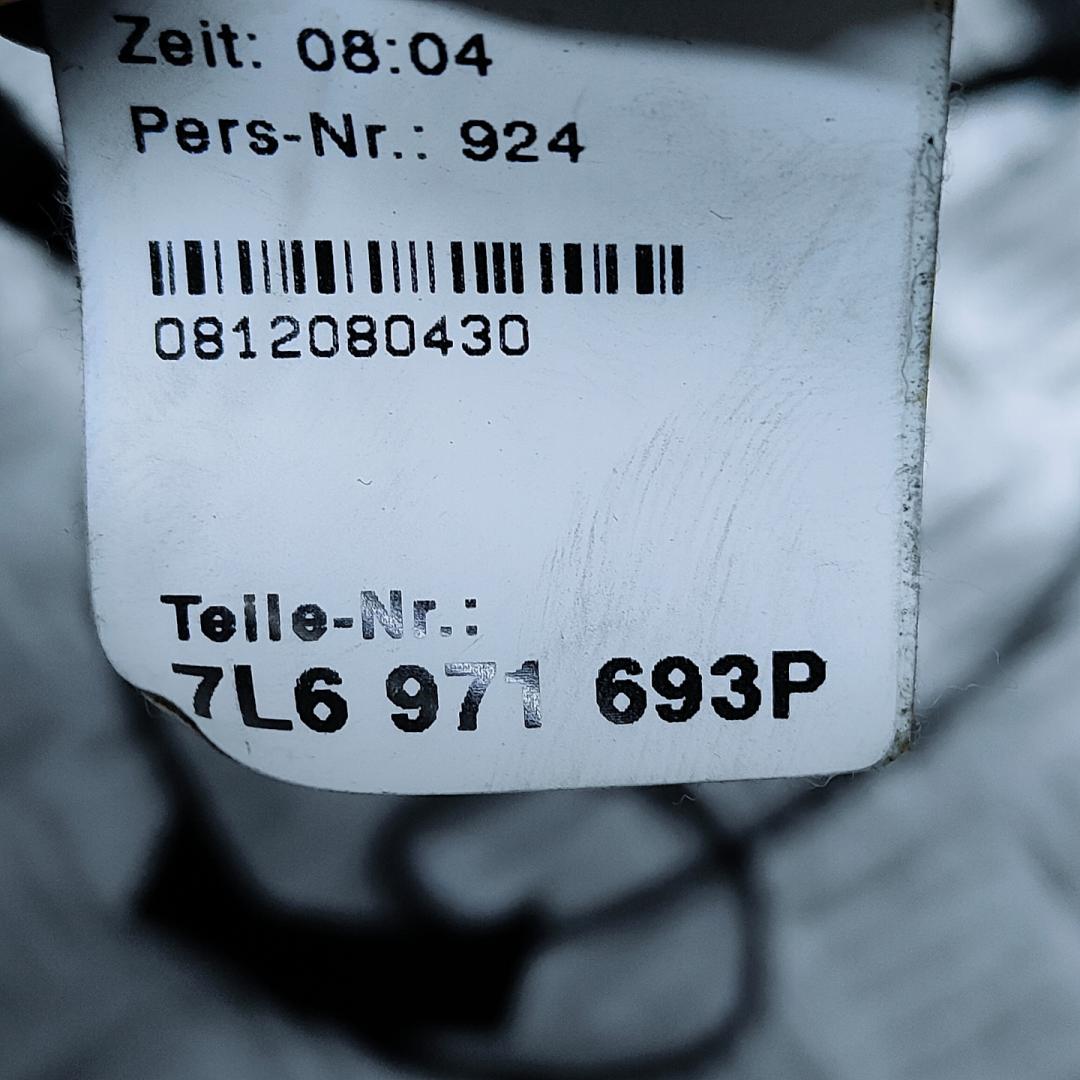 Zeit: 08:04
Pers-Nr.: 924
0812080430
Teile-Nr.:
7L6 971 693P